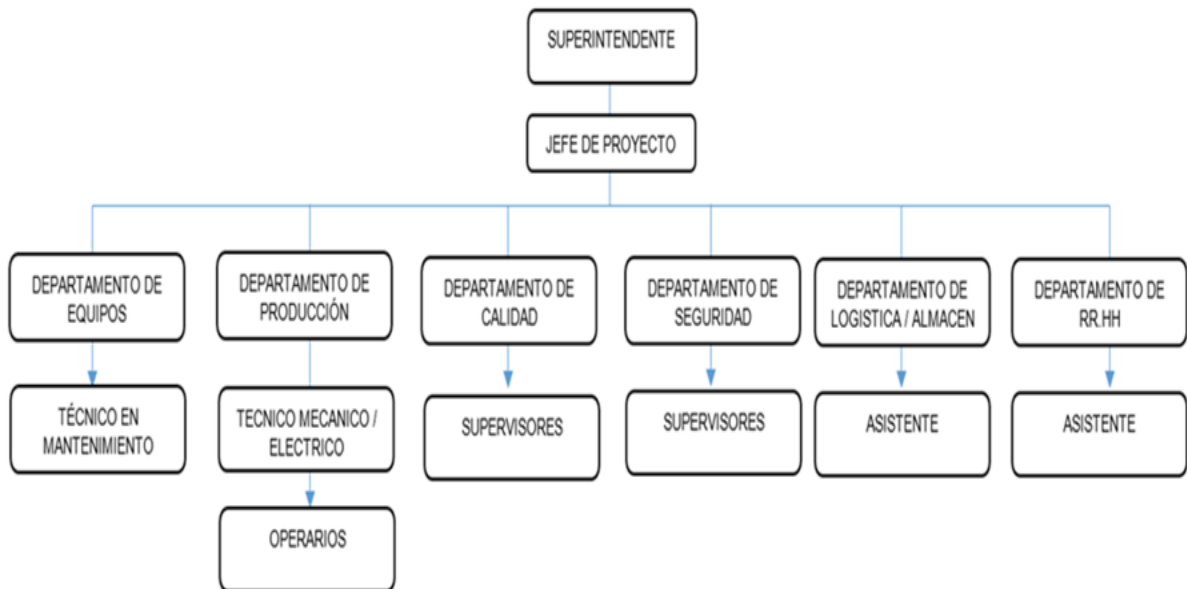 SUPERINTENDENTE
JEFE DE PROYECTO
DEPARTAMENTO DE
EQUIPOS
DEPARTAMENTO DE
PRODUCCIÓN
DEPARTAMENTO DE
CALIDAD
DEPARTAMENTO DE
SEGURIDAD
DEPARTAMENTO DE
LOGISTICA / ALMACEN
DEPARTAMENTO DE
RR.HH
TÉCNICO EN
MANTENIMIENTO
TECNICO MECANICO /
ELECTRICO
SUPERVISORES
SUPERVISORES
ASISTENTE
ASISTENTE
OPERARIOS